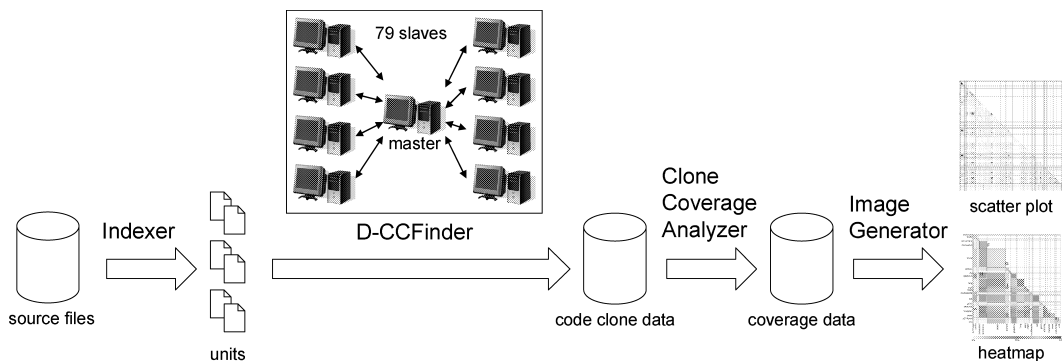 79 slaves
master
Indexer
D-CCFinder
Clone
Coverage
Analyzer
Image
Generator
source files
units
code clone data
coverage data
scatter plot
heatmap